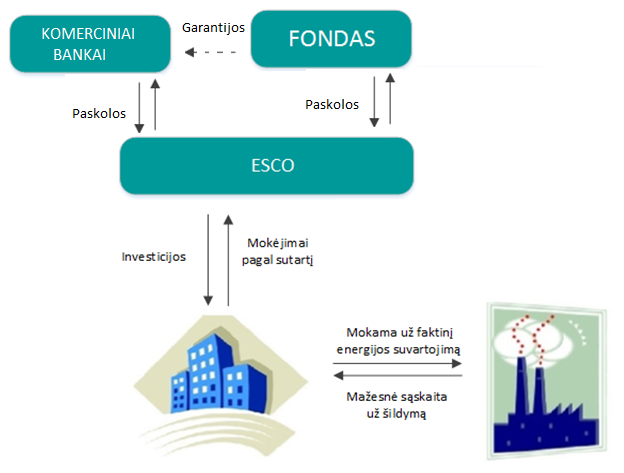 KOMERCINIAI
BANKAI
Garantijos
FONDAS
Paskolos
Paskolos
ESCO
Investicijos
Mokėjimai
pagal sutartį
Mokama už faktinį
energijos suvartojimą
Mažesnė sąskaita
už šildymą